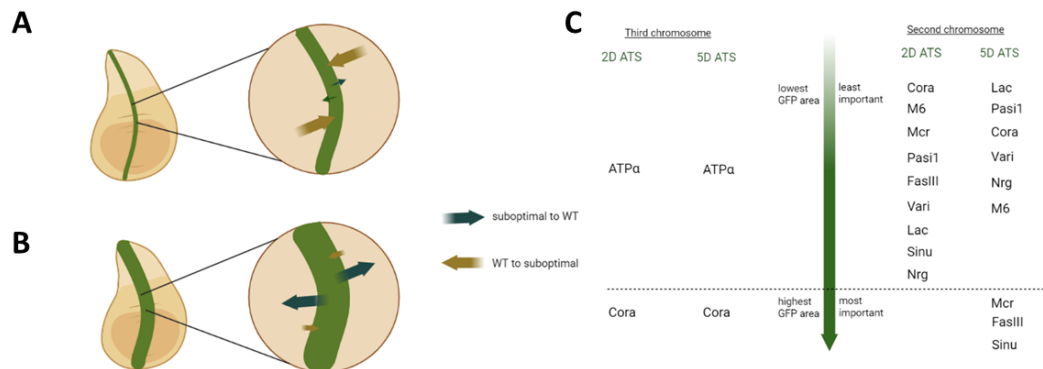 A
B
suboptimal to WT
WT to suboptimal
C
Third chromosome
2D ATS 5D ATS
ATPα ATPα
Cora Cora
lowest
GFP area
least
important
highest
GFP area
most
important
Second chromosome
2D ATS 5D ATS
Cora Lac
M6 Pasi1
Mcr Cora
Pasi1 Vari
FasIII Nrg
Vari M6
Lac
Sinu
Nrg
Mcr
FasIII
Sinu